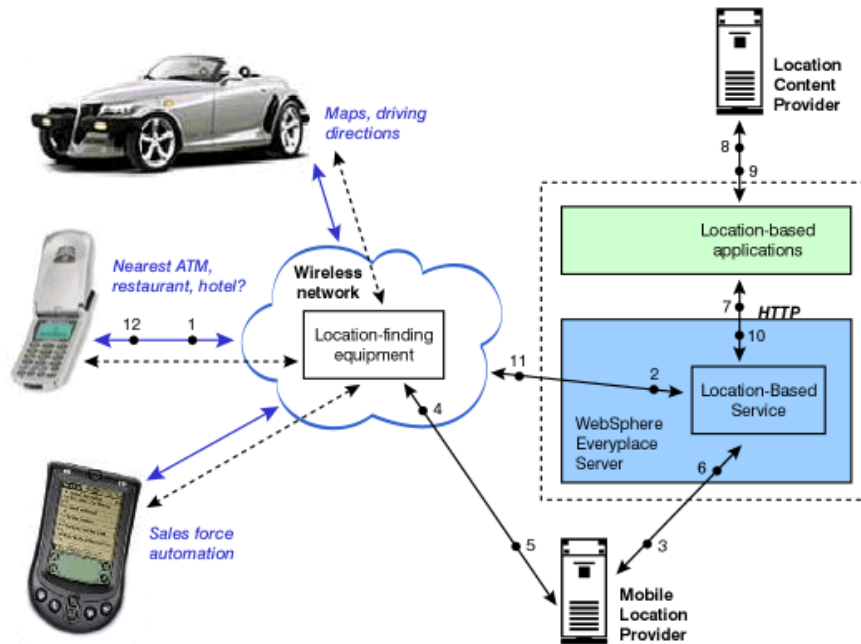 Maps, driving
directions
Location
Content
Provider
8
9
Location-based
applications
Nearest ATM,
restaurant, hotel?
Wireless
network
7
HTTP
12
1
Location-finding
equipment
10
11
2
Location-Based
Service
4
WebSphere
Everyplace
Server
6
Sales force
automation
5
3
Mobile
Location
Provider